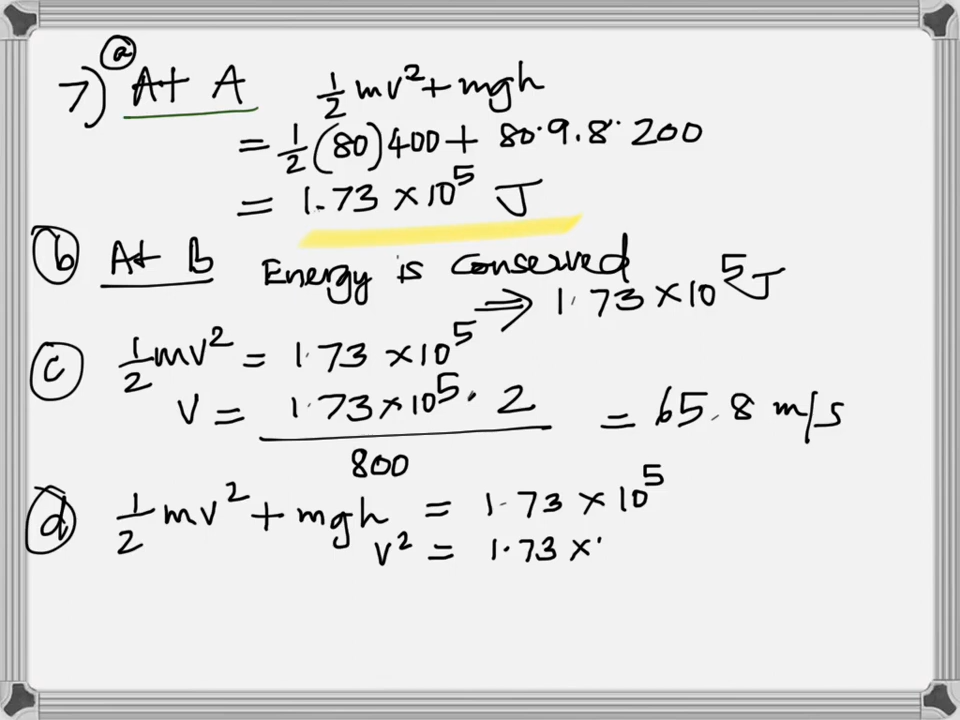 7) (a) At A ½mv² + mgh
= ½(80)400 + 80·9.8·200
= 1.73 × 10⁵ J
(b) At B Energy is conserved
⇒ 1.73 × 10⁵ J
(c) ½mv² = 1.73 × 10⁵
V = 1.73 × 10⁵ · 2 / 800 = 65.8 m/s
(d) ½mv² + mgh = 1.73 × 10⁵
v² = 1.73 ×